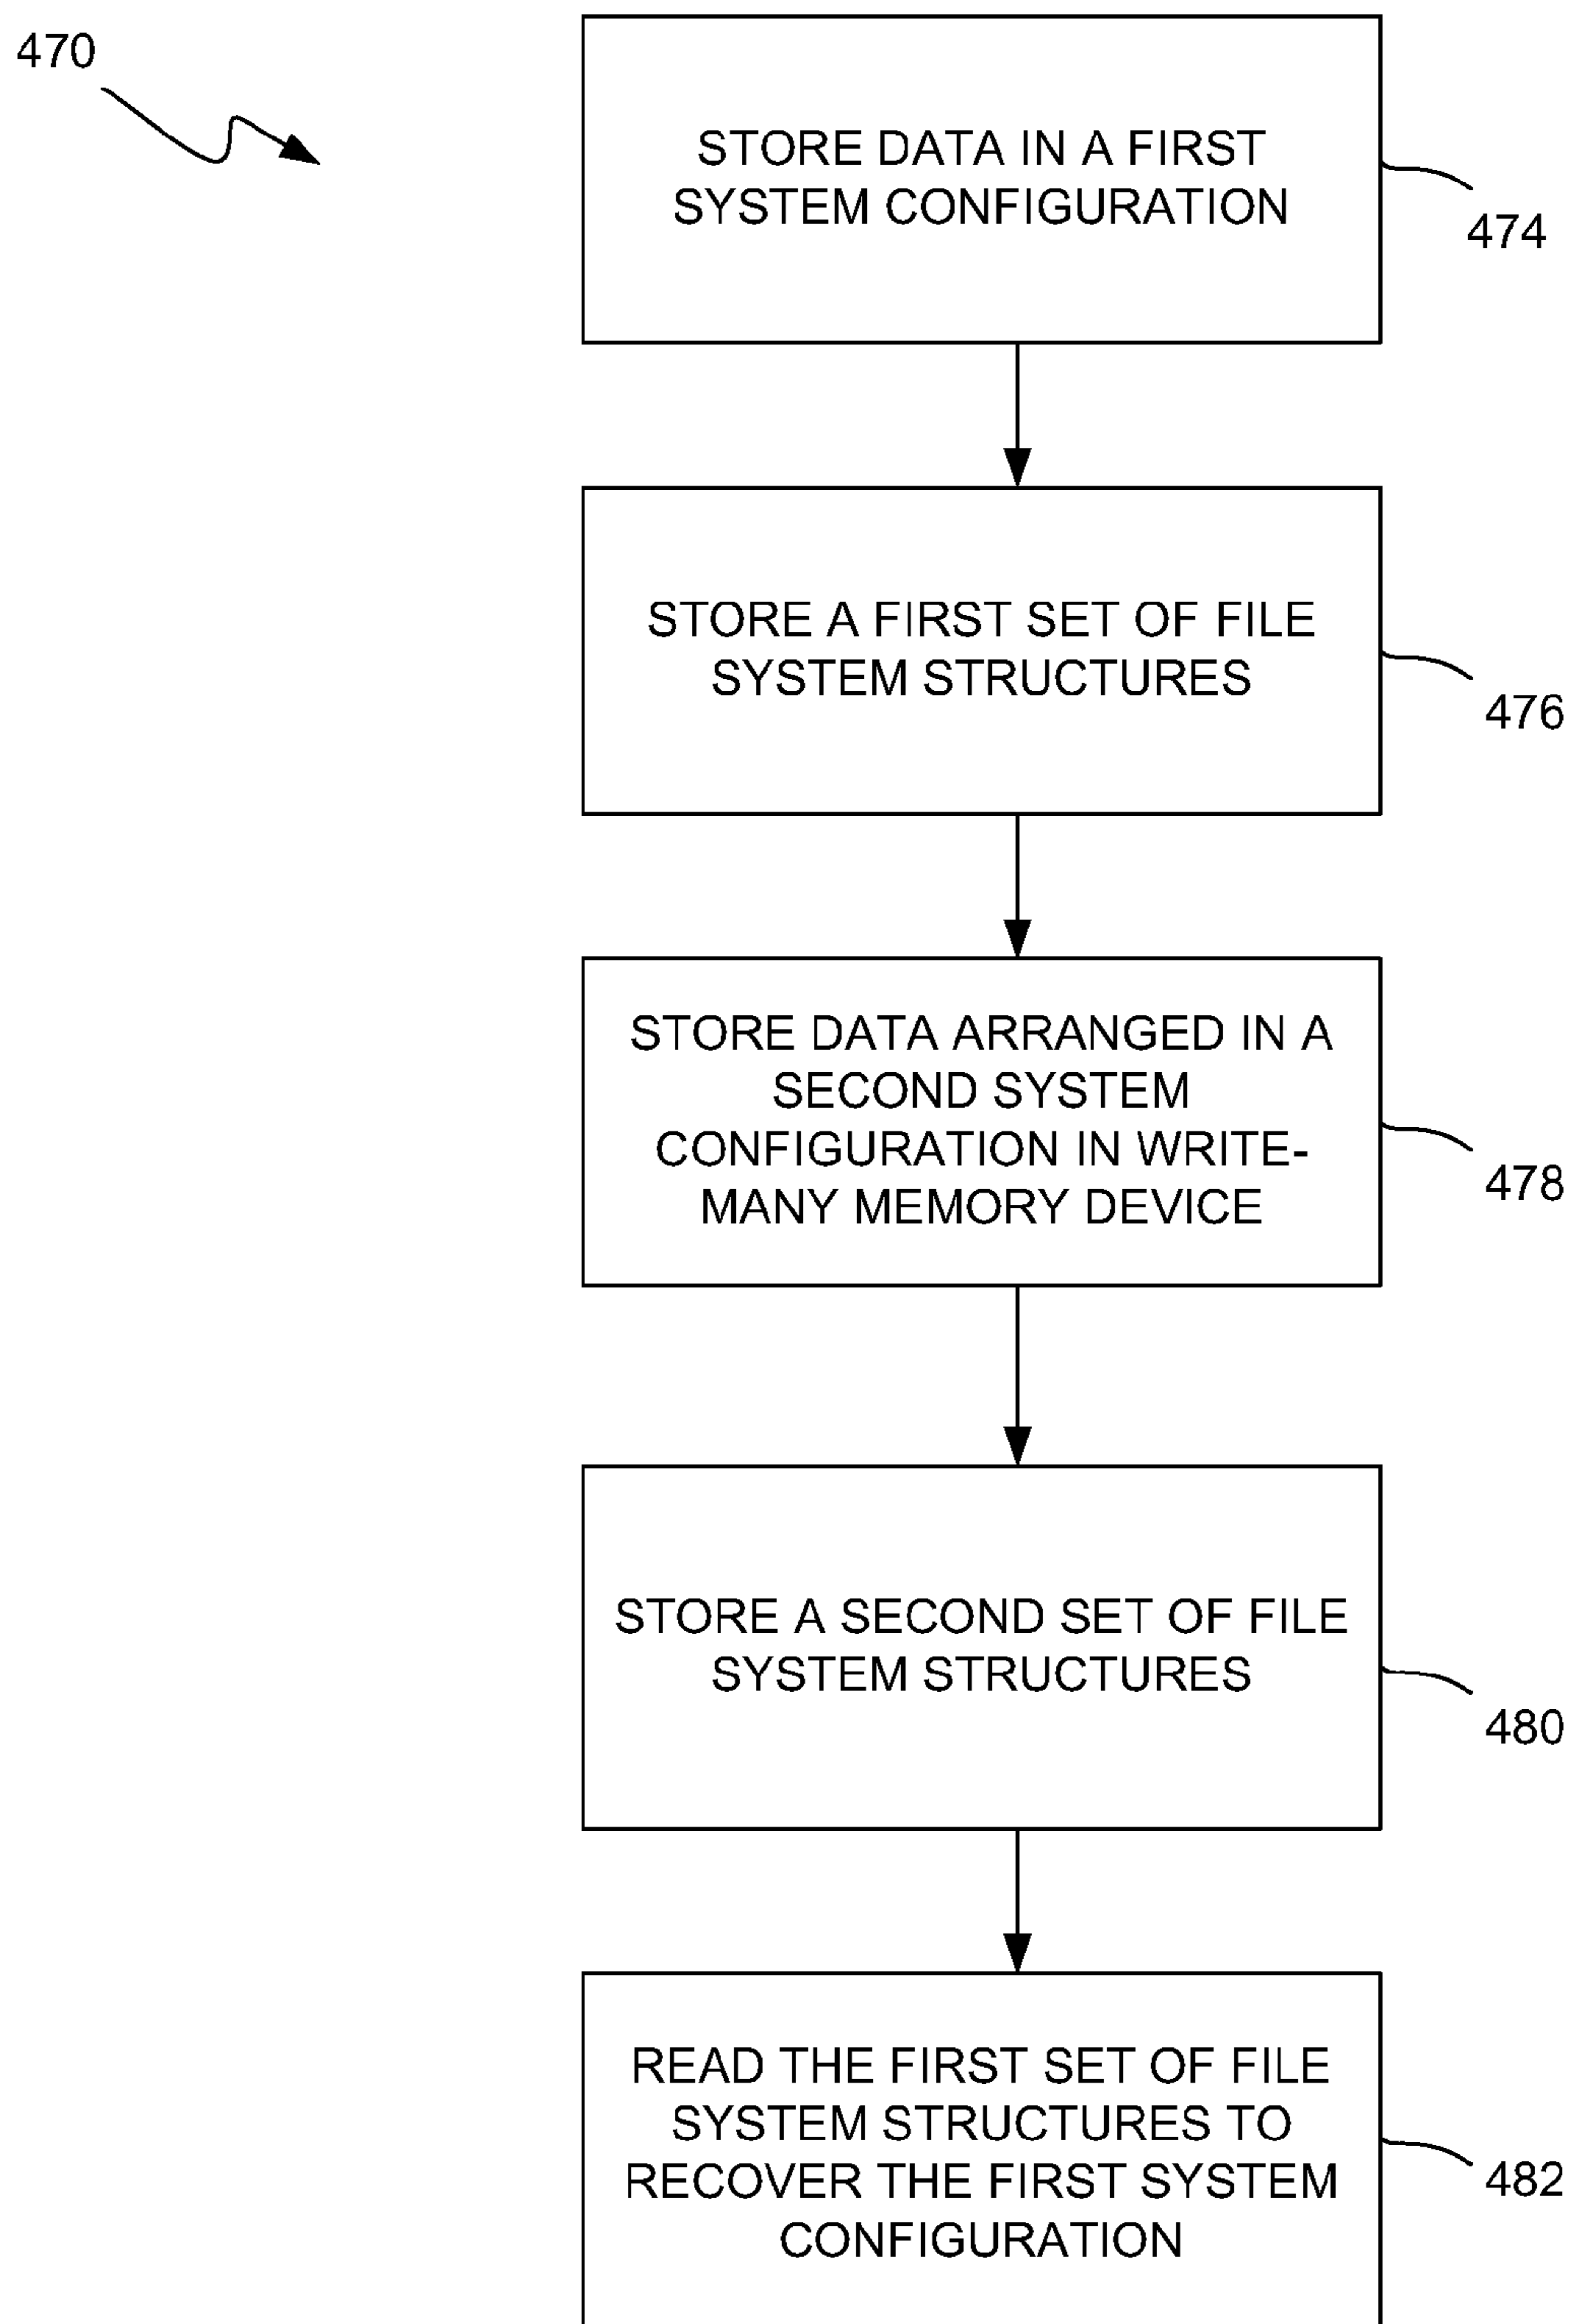 470
STORE DATA IN A FIRST
SYSTEM CONFIGURATION
474
STORE A FIRST SET OF FILE
SYSTEM STRUCTURES
476
STORE DATA ARRANGED IN A
SECOND SYSTEM
CONFIGURATION IN WRITE-
MANY MEMORY DEVICE
478
STORE A SECOND SET OF FILE
SYSTEM STRUCTURES
480
READ THE FIRST SET OF FILE
SYSTEM STRUCTURES TO
RECOVER THE FIRST SYSTEM
CONFIGURATION
482